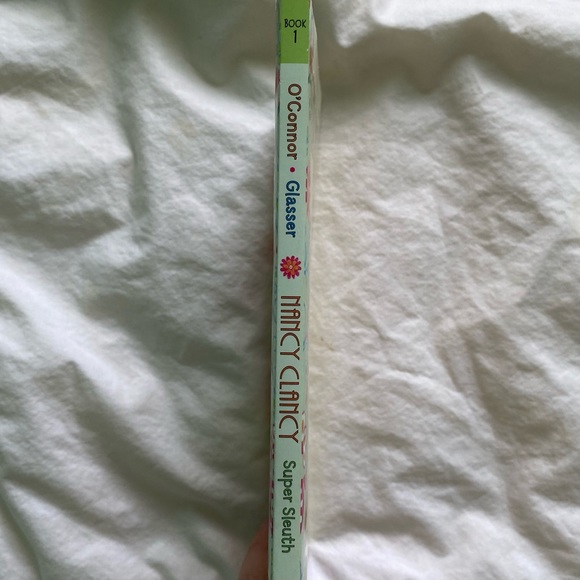 BOOK
1
O'Connor • Glasser
NANCY CLANCY
Super Sleuth